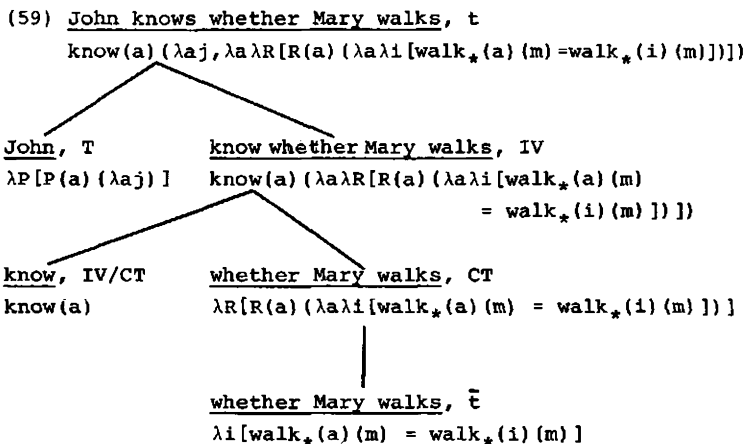 (59) John knows whether Mary walks, t
know(a)(λaj,λaλR[R(a)(λaλi[walk*(a)(m)=walk*(i)(m)])])
John, T know whether Mary walks, IV
λP[P(a)(λaj)] know(a)(λaλR[R(a)(λaλi[walk*(a)(m)
= walk*(i)(m)])])
know, IV/CT whether Mary walks, CT
know(a) λR[R(a)(λaλi[walk*(a)(m) = walk*(i)(m)])]
whether Mary walks, t̄
λi[walk*(a)(m) = walk*(i)(m)]